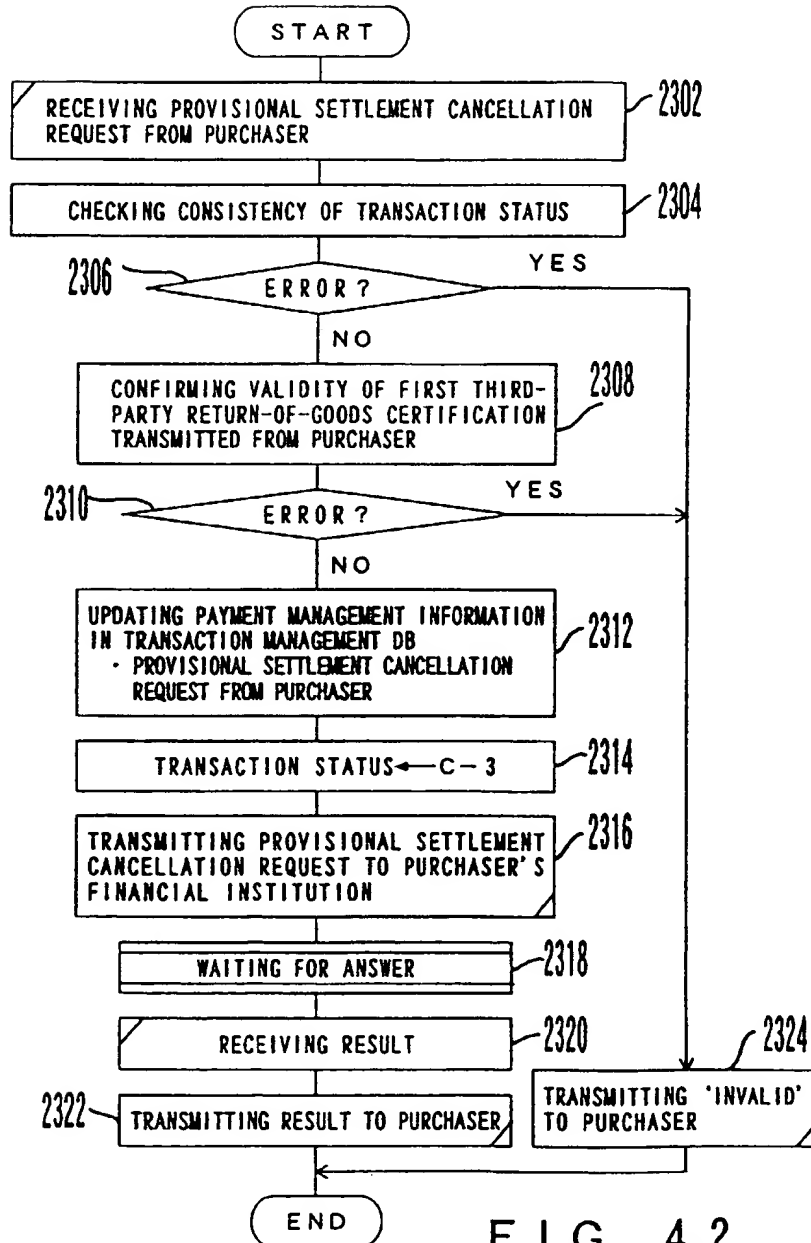 START
RECEIVING PROVISIONAL SETTLEMENT CANCELLATION
REQUEST FROM PURCHASER
2302
CHECKING CONSISTENCY OF TRANSACTION STATUS
2304
2306
ERROR?
YES
NO
CONFIRMING VALIDITY OF FIRST THIRD-
PARTY RETURN-OF-GOODS CERTIFICATION
TRANSMITTED FROM PURCHASER
2308
2310
ERROR?
YES
NO
UPDATING PAYMENT MANAGEMENT INFORMATION
IN TRANSACTION MANAGEMENT DB
· PROVISIONAL SETTLEMENT CANCELLATION
REQUEST FROM PURCHASER
2312
TRANSACTION STATUS←C-3
2314
TRANSMITTING PROVISIONAL SETTLEMENT
CANCELLATION REQUEST TO PURCHASER'S
FINANCIAL INSTITUTION
2316
WAITING FOR ANSWER
2318
RECEIVING RESULT
2320
2322
TRANSMITTING RESULT TO PURCHASER
2324
TRANSMITTING 'INVALID'
TO PURCHASER
END
FIG. 42